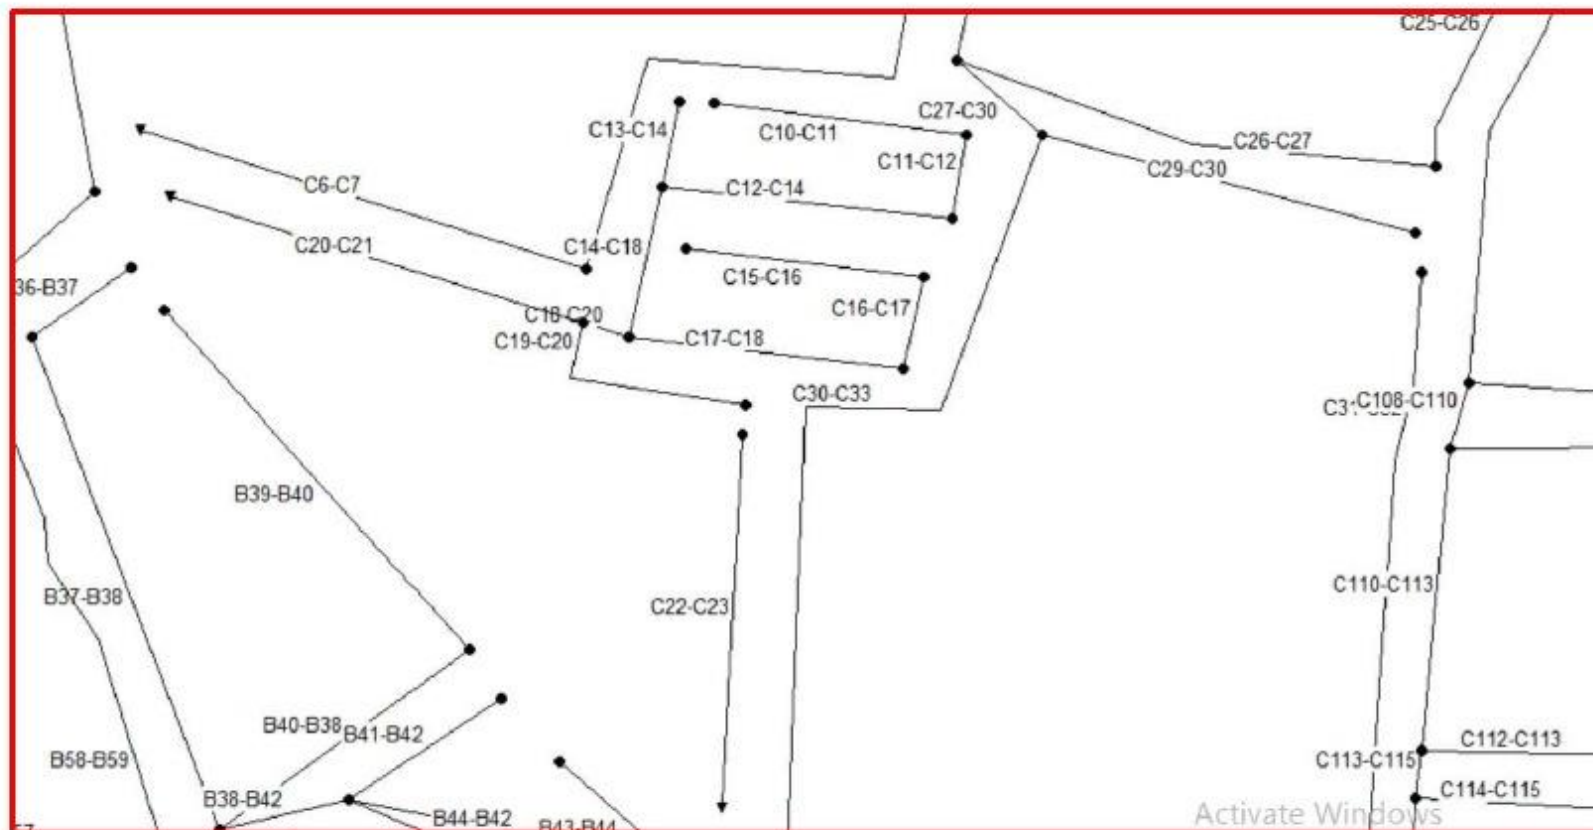 C25-C26
C27-C30
C13-C14
C10-C11
C26-C27
C11-C12
C29-C30
C6-C7
C12-C14
C20-C21
C14-C18
C15-C16
36-B37
C16-C17
C18-C20
C19-C20
C17-C18
C30-C33
C108-C110
B39-B40
C110-C113
B37-B38
C22-C23
B40-B38
B41-B42
C112-C113
B58-B59
C113-C115
C114-C115
B38-B42
Activate Windows
B44-B42
B43-B44